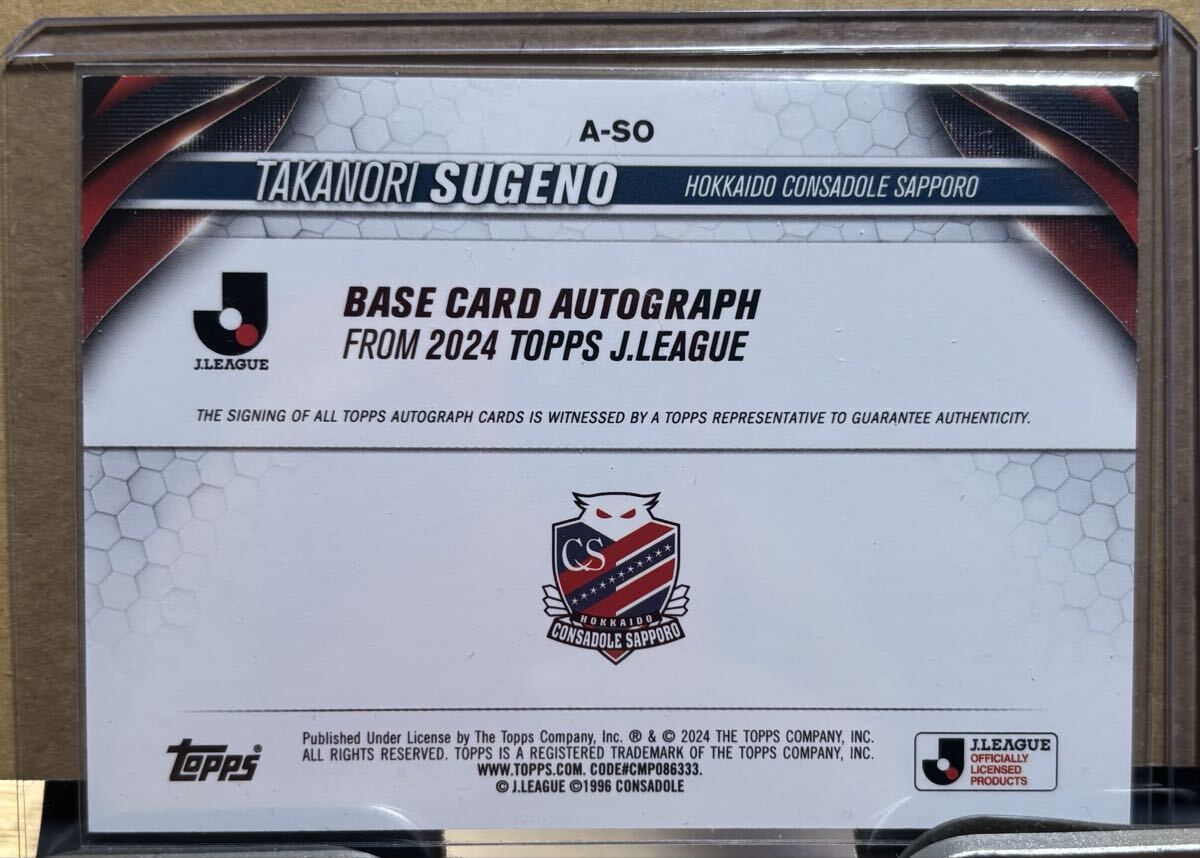 A-SO
TAKANORI SUGENO HOKKAIDO CONSADOLE SAPPORO
J.LEAGUE
BASE CARD AUTOGRAPH
FROM 2024 TOPPS J.LEAGUE
THE SIGNING OF ALL TOPPS AUTOGRAPH CARDS IS WITNESSED BY A TOPPS REPRESENTATIVE TO GUARANTEE AUTHENTICITY.
CS
HOKKAIDO
CONSADOLE SAPPORO
topps®
Published Under License by The Topps Company, Inc. ® & © 2024 THE TOPPS COMPANY, INC.
ALL RIGHTS RESERVED. TOPPS IS A REGISTERED TRADEMARK OF THE TOPPS COMPANY, INC.
WWW.TOPPS.COM. CODE#CMP086333.
© J.LEAGUE ©1996 CONSADOLE
J.LEAGUE
OFFICIALLY
LICENSED
PRODUCTS